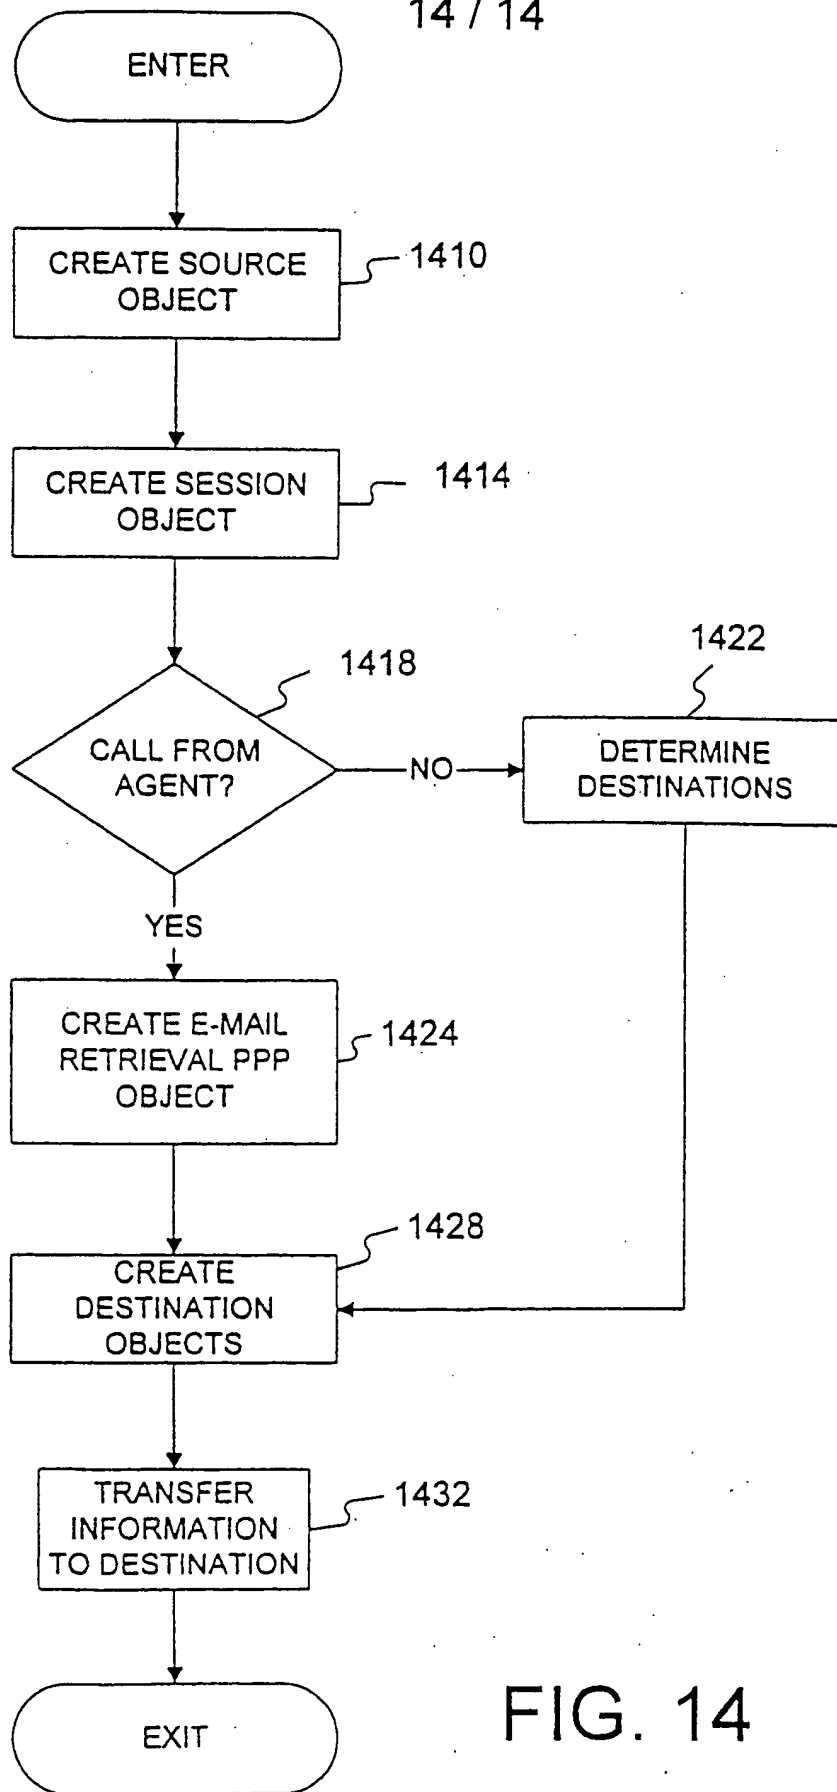 14 / 14
ENTER
CREATE SOURCE
OBJECT
1410
CREATE SESSION
OBJECT
1414
CALL FROM
AGENT?
1418
NO
1422
DETERMINE
DESTINATIONS
YES
CREATE E-MAIL
RETRIEVAL PPP
OBJECT
1424
CREATE
DESTINATION
OBJECTS
1428
TRANSFER
INFORMATION
TO DESTINATION
1432
EXIT
FIG. 14